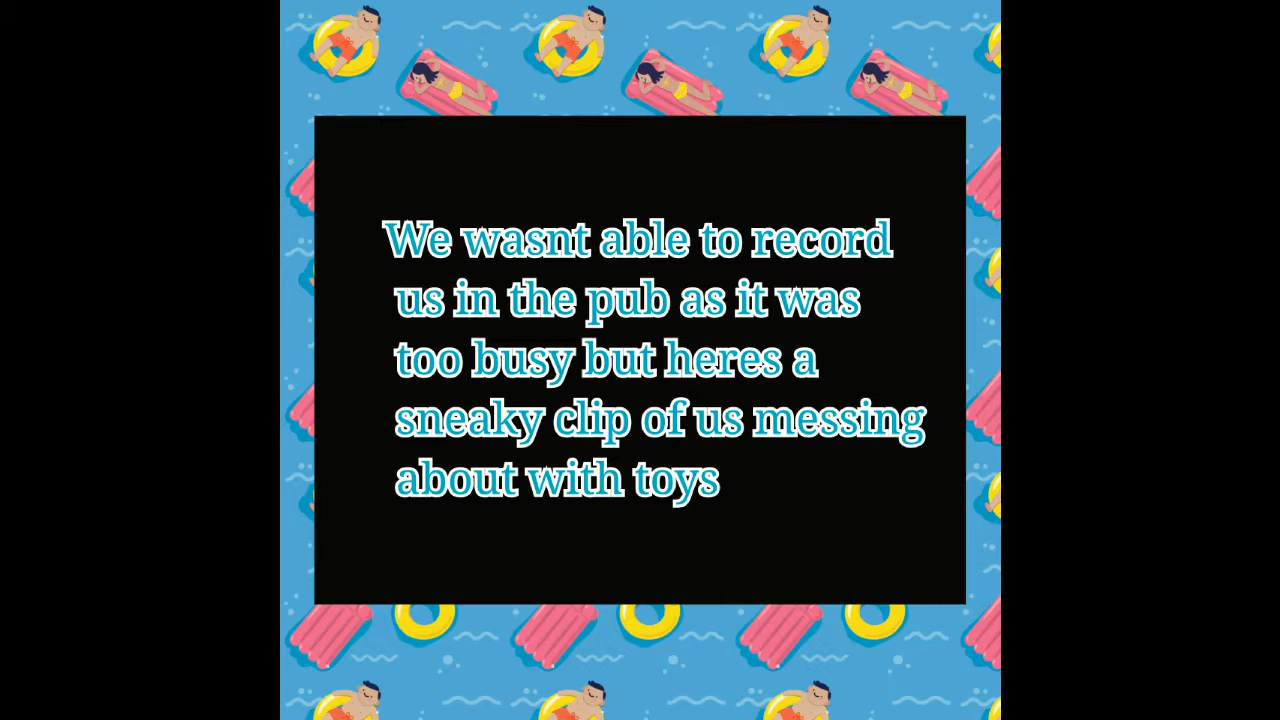 We wasnt able to record
us in the pub as it was
too busy but heres a
sneaky clip of us messing
about with toys